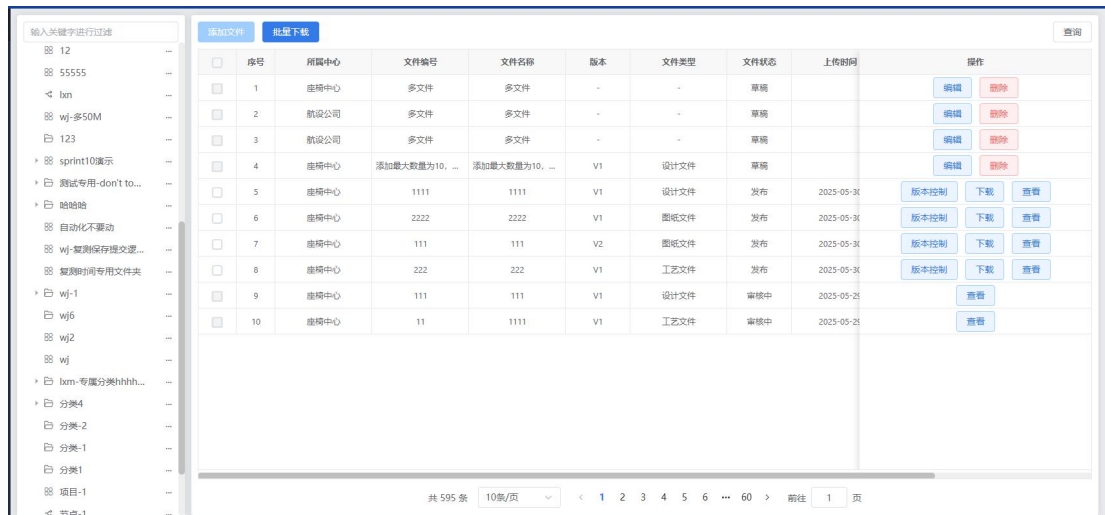 输入关键字进行过滤
12 ...
55555 ...
lxn ...
wj-多50M ...
123 ...
sprint10演示 ...
测试专用-don't to... ...
哈哈哈 ...
自动化不要动 ...
wj-复测保存提交逻... ...
复测时间专用文件夹 ...
wj-1 ...
wj6 ...
wj2 ...
wj ...
lxm-专属分类hhhh... ...
分类4 ...
分类-2 ...
分类-1 ...
分类1 ...
项目-1 ...
节点-1 ...
添加文件 批量下载 查询
序号 所属中心 文件编号 文件名称 版本 文件类型 文件状态 上传时间 操作
1 座椅中心 多文件 多文件 - - 草稿 编辑 删除
2 航设公司 多文件 多文件 - - 草稿 编辑 删除
3 座椅中心 多文件 多文件 - - 草稿 编辑 删除
4 座椅中心 添加最大数量为10, ... 添加最大数量为10, ... V1 设计文件 草稿 编辑 删除
5 座椅中心 1111 1111 V1 设计文件 发布 2025-05-30 版本控制 下载 查看
6 座椅中心 2222 2222 V1 图纸文件 发布 2025-05-30 版本控制 下载 查看
7 座椅中心 111 111 V2 图纸文件 发布 2025-05-30 版本控制 下载 查看
8 座椅中心 222 222 V1 工艺文件 发布 2025-05-30 版本控制 下载 查看
9 座椅中心 111 111 V1 设计文件 审核中 2025-05-29 查看
10 座椅中心 11 1111 V1 工艺文件 审核中 2025-05-29 查看
共 595 条 10条/页 < 1 2 3 4 5 6 ... 60 > 前往 1 页